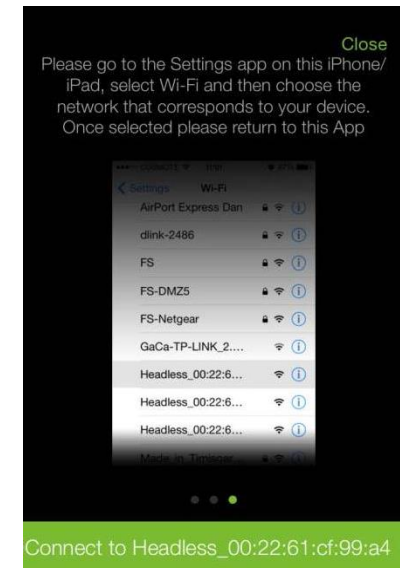 Close
Please go to the Settings app on this iPhone/
iPad, select Wi-Fi and then choose the
network that corresponds to your device.
Once selected please return to this App
Settings Wi-Fi
AirPort Express Dan
dlink-2486
FS
FS-DMZ5
FS-Netgear
GaCa-TP-LINK_2....
Headless_00:22:6...
Headless_00:22:6...
Headless_00:22:6...
Connect to Headless_00:22:61:cf:99:a4